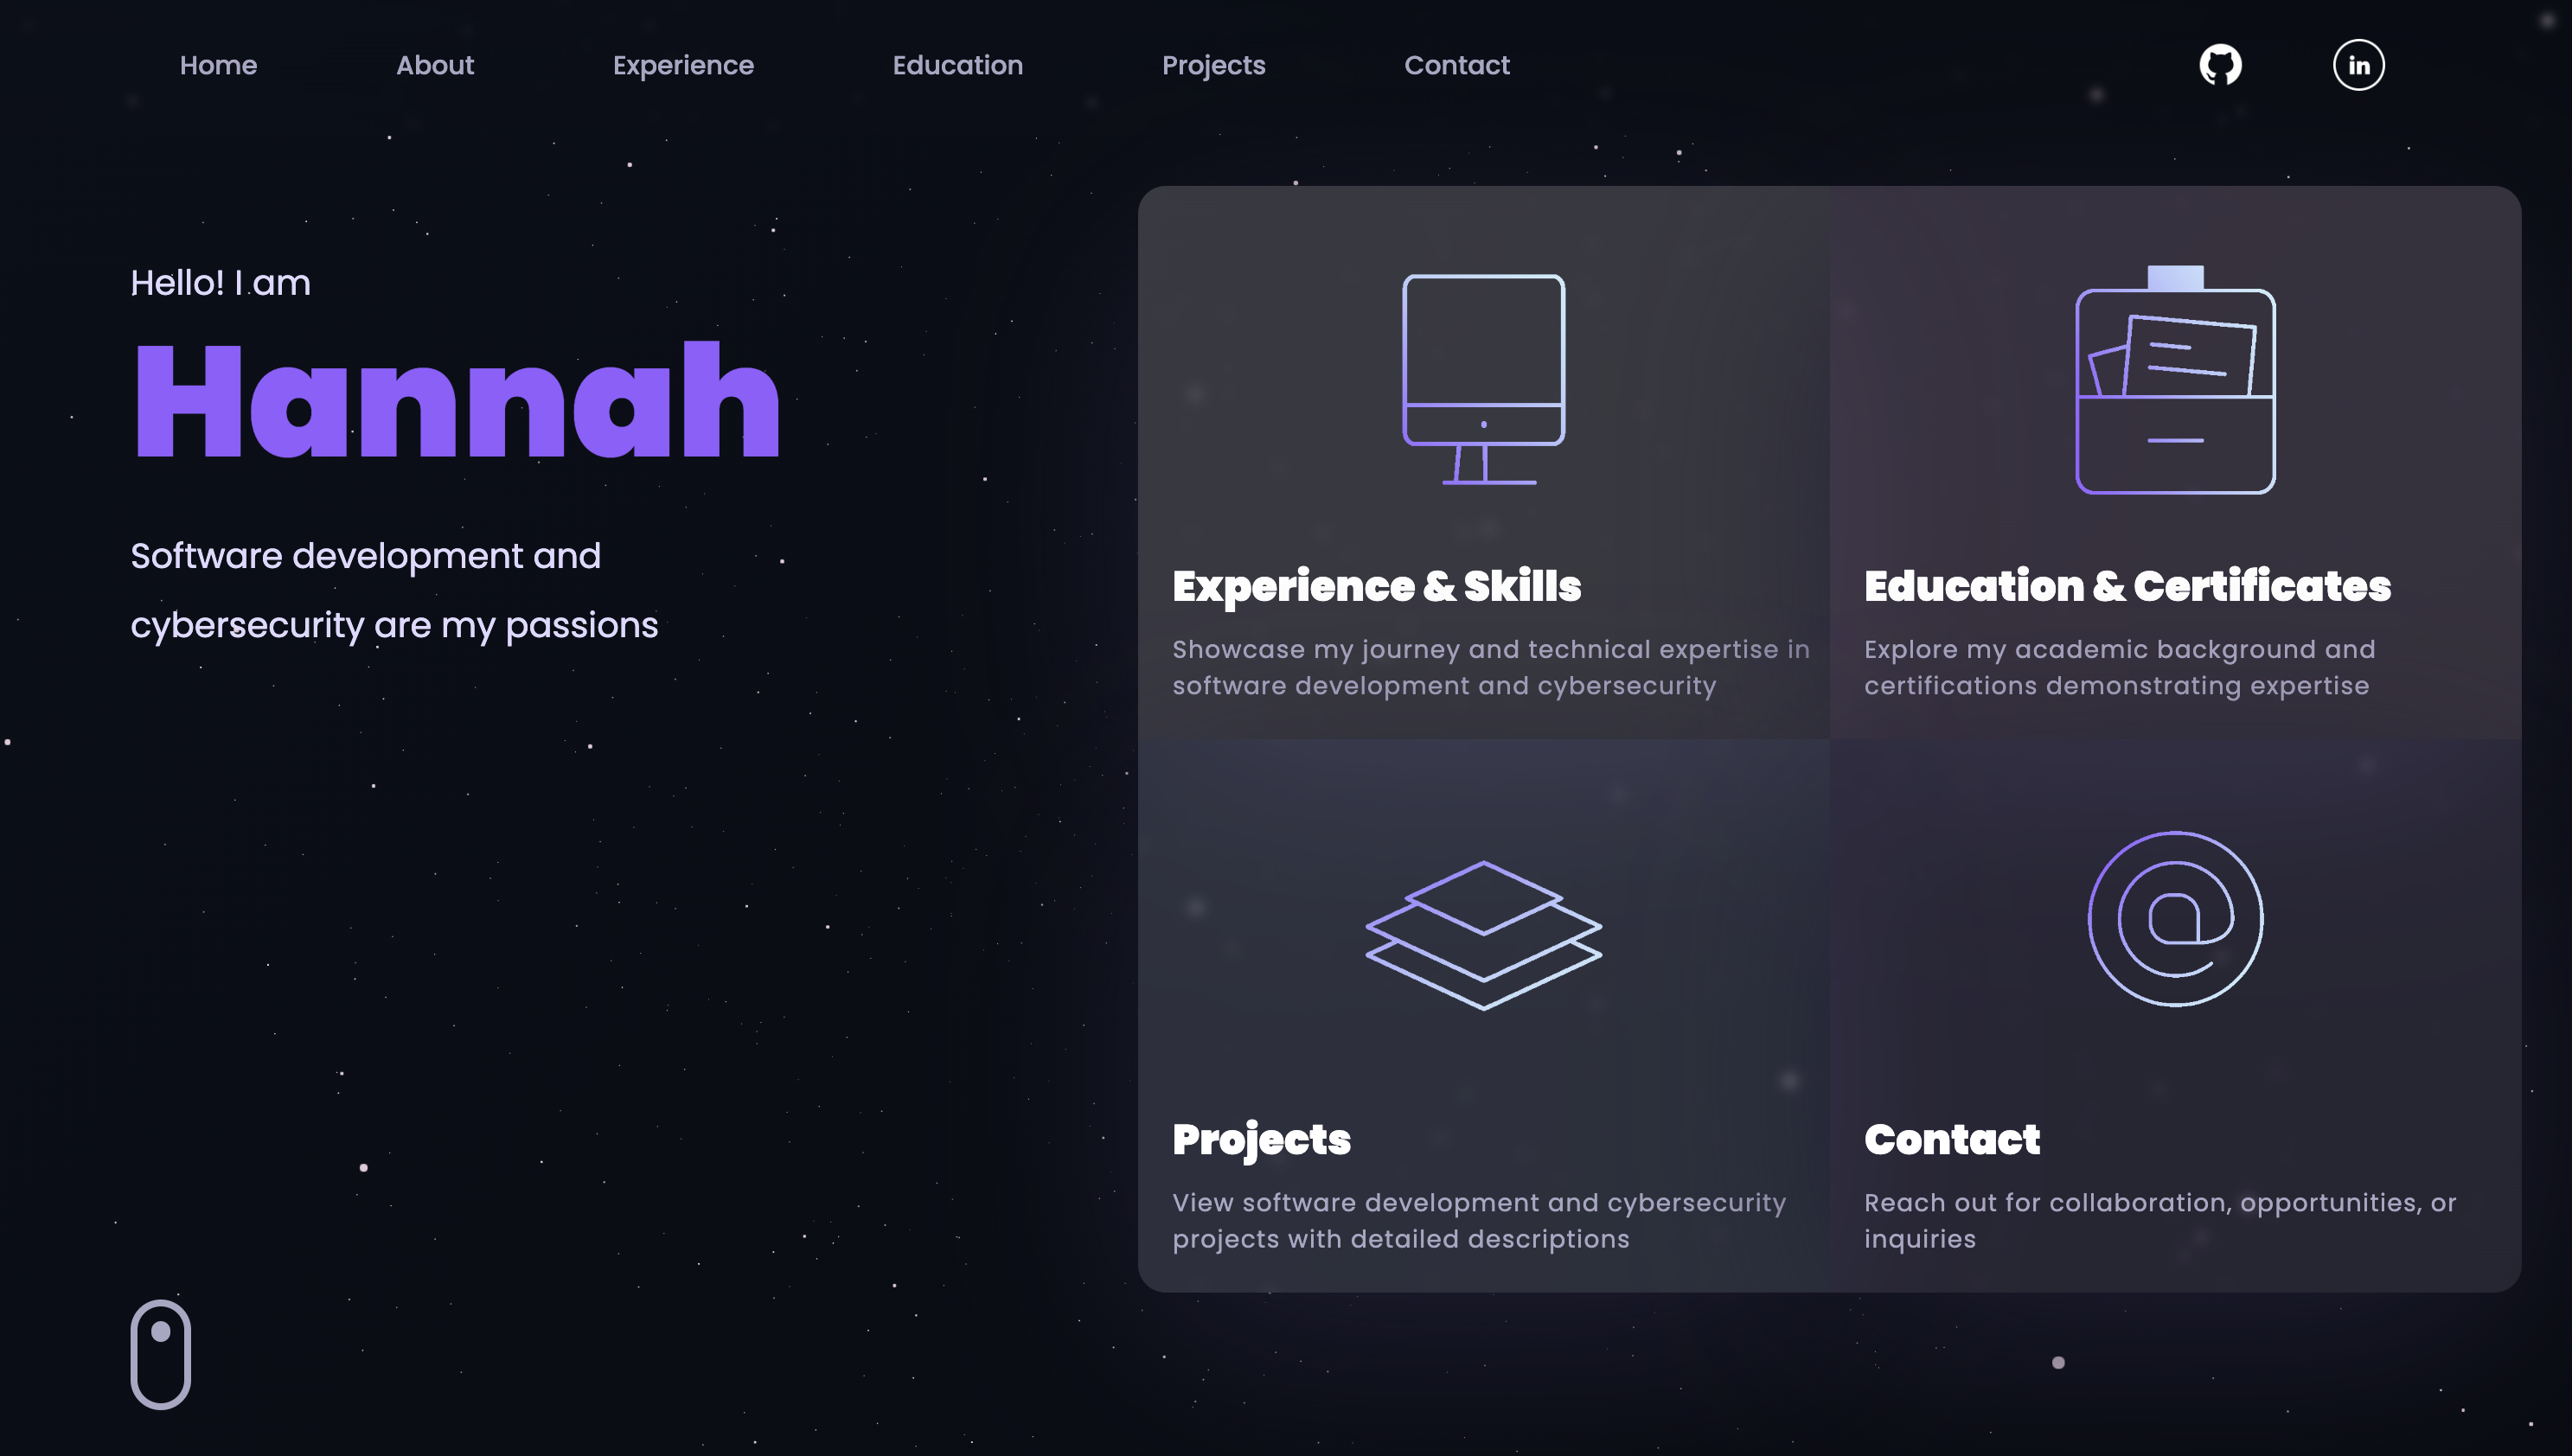 Home About Experience Education Projects Contact in
Hello! I am
Hannah
Software development and
cybersecurity are my passions
Experience & Skills
Showcase my journey and technical expertise in
software development and cybersecurity
Education & Certificates
Explore my academic background and
certifications demonstrating expertise
Projects
View software development and cybersecurity
projects with detailed descriptions
Contact
Reach out for collaboration, opportunities, or
inquiries